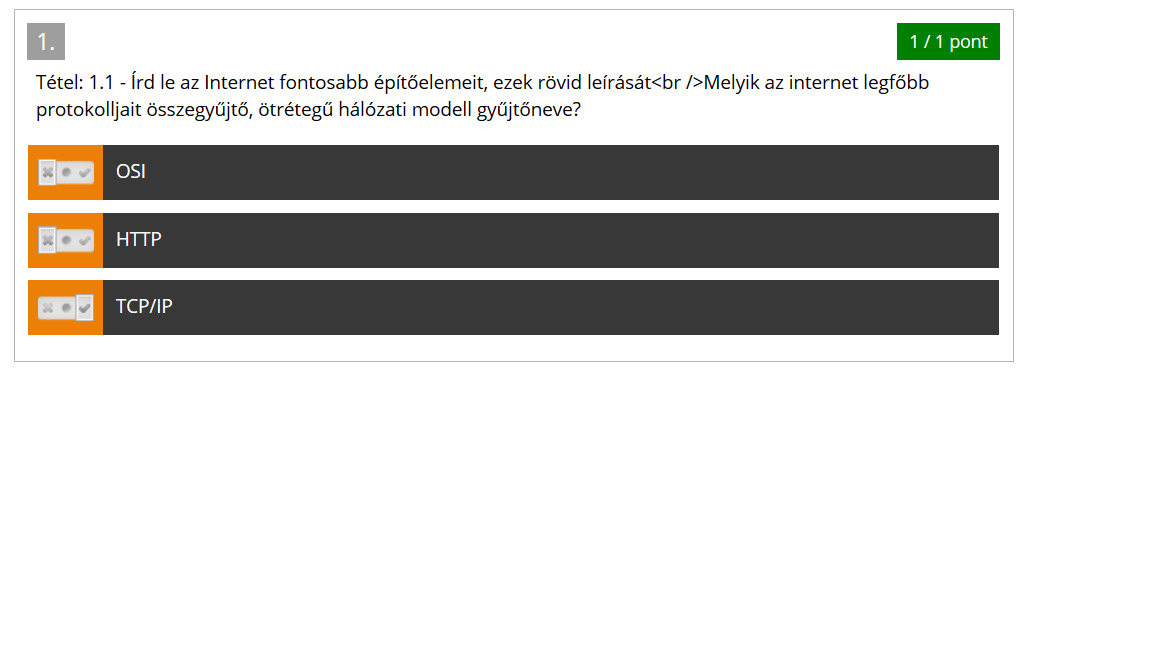 1.
1 / 1 pont
Tétel: 1.1 - Írd le az Internet fontosabb építőelemeit, ezek rövid leírását<br />Melyik az internet legfőbb
protokolljait összegyűjtő, ötrétegű hálózati modell gyűjtőneve?
OSI
HTTP
TCP/IP